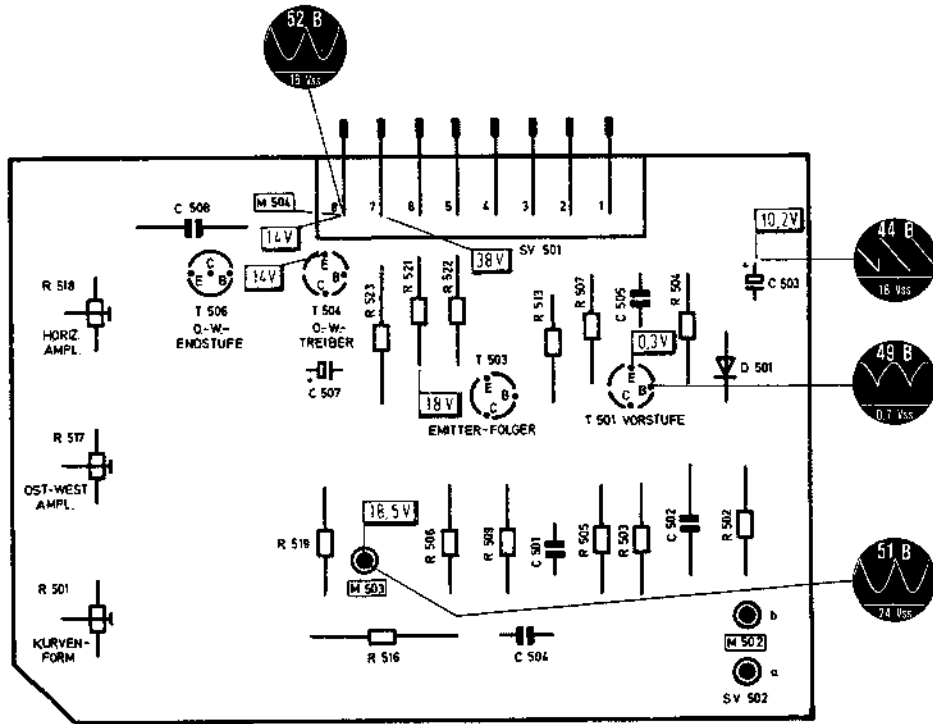 52 B
16 Vss
8 7 6 5 4 3 2 1
M 504
C 508
14V
SV 501
38V
10,2V
44 B
16 Vss
C 503
14V
E C B
T 506
O.-W.-
ENDSTUFE
E B C
T 504
O.-W.-
TREIBER
R 518
HORIZ.
AMPL.
R 523
R 521
R 522
R 513
R 507
C 505
R 504
0,3V
49 B
0,7 Vss
D 501
C 507
18V
T 503
E B C
EMITTER-FOLGER
E B C
T 501 VORSTUFE
R 517
OST-WEST
AMPL.
18,5V
R 519
M 503
R 506
R 509
C 501
R 505
R 503
C 502
R 502
51 B
24 Vss
R 501
KURVEN-
FORM
R 516
C 504
b
M 502
a
SV 502